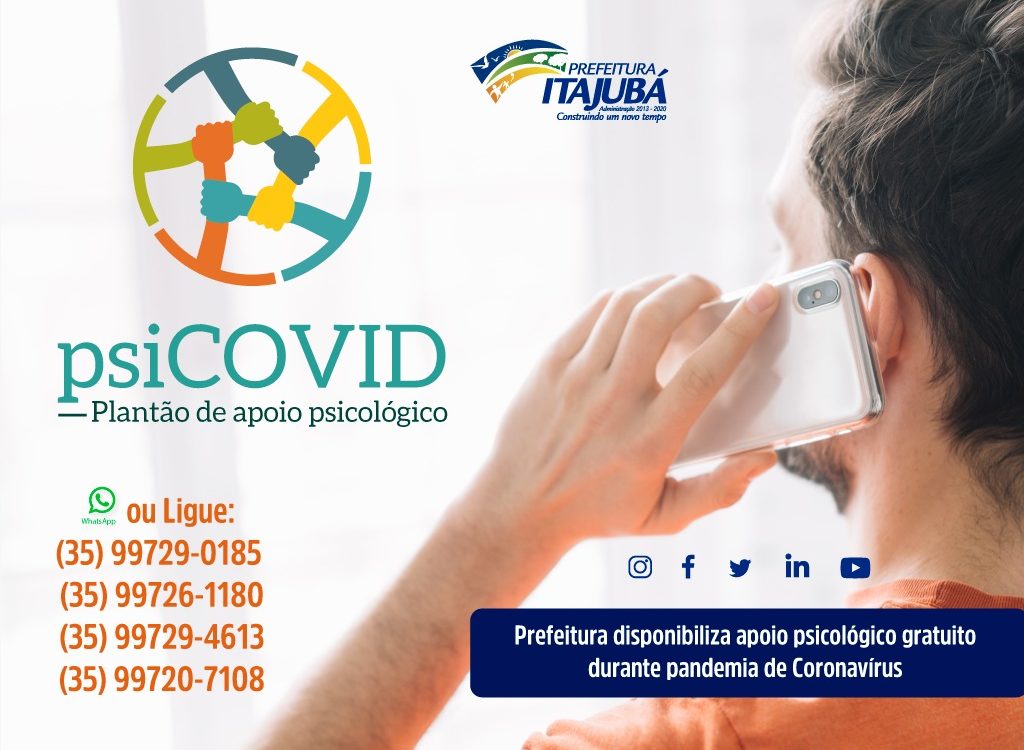 PREFEITURA
ITAJUBÁ
Administração 2013 - 2020
Construindo um novo tempo
psiCOVID
Plantão de apoio psicológico
WhatsApp
ou Ligue:
(35) 99729-0185
(35) 99726-1180
(35) 99729-4613
(35) 99720-7108
Prefeitura disponibiliza apoio psicológico gratuito
durante pandemia de Coronavírus